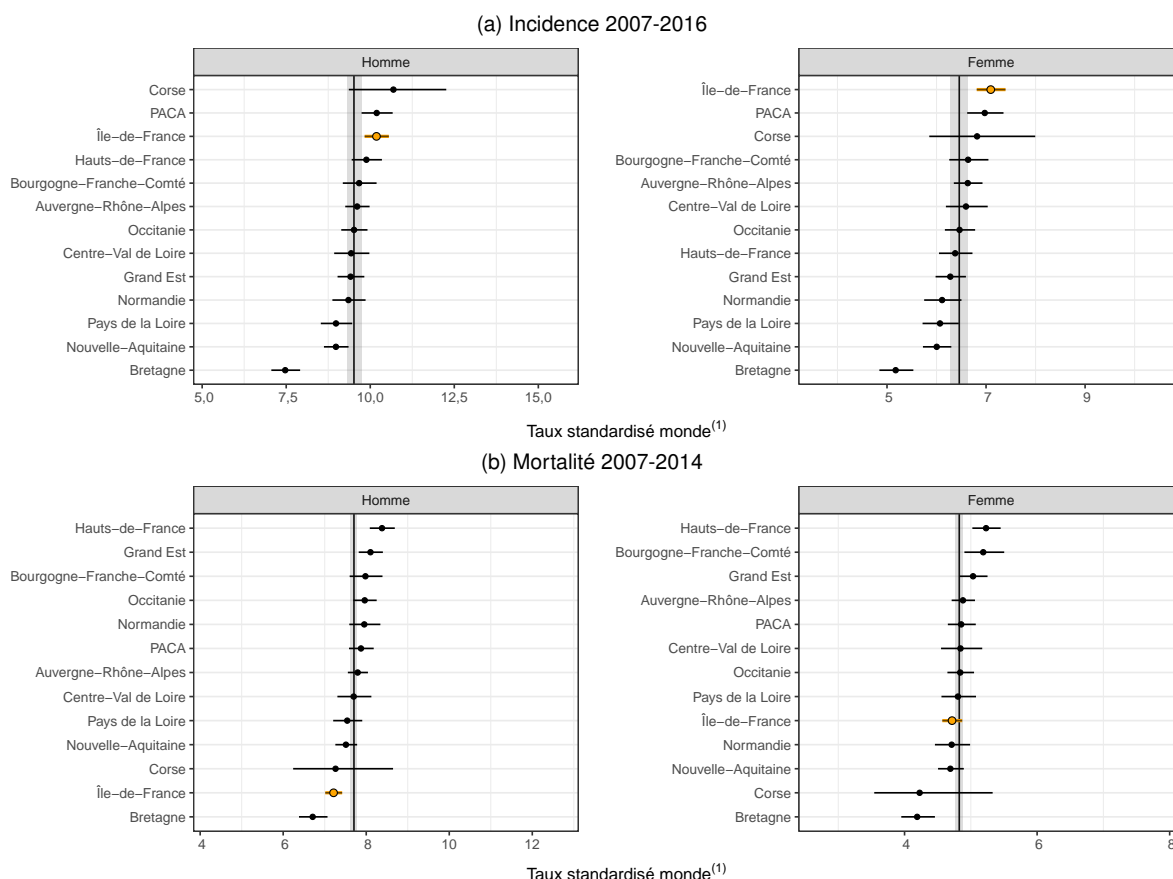 (a) Incidence 2007-2016
Homme
Corse
PACA
Île−de−France
Hauts−de−France
Bourgogne−Franche−Comté
Auvergne−Rhône−Alpes
Occitanie
Centre−Val de Loire
Grand Est
Normandie
Pays de la Loire
Nouvelle−Aquitaine
Bretagne
5,0 7,5 10,0 12,5 15,0
Femme
Île−de−France
PACA
Corse
Bourgogne−Franche−Comté
Auvergne−Rhône−Alpes
Centre−Val de Loire
Occitanie
Hauts−de−France
Grand Est
Normandie
Pays de la Loire
Nouvelle−Aquitaine
Bretagne
5 7 9
Taux standardisé monde(1)
(b) Mortalité 2007-2014
Homme
Hauts−de−France
Grand Est
Bourgogne−Franche−Comté
Occitanie
Normandie
PACA
Auvergne−Rhône−Alpes
Centre−Val de Loire
Pays de la Loire
Nouvelle−Aquitaine
Corse
Île−de−France
Bretagne
4 6 8 10 12
Femme
Hauts−de−France
Bourgogne−Franche−Comté
Grand Est
Auvergne−Rhône−Alpes
PACA
Centre−Val de Loire
Occitanie
Pays de la Loire
Île−de−France
Normandie
Nouvelle−Aquitaine
Corse
Bretagne
4 6 8
Taux standardisé monde(1)